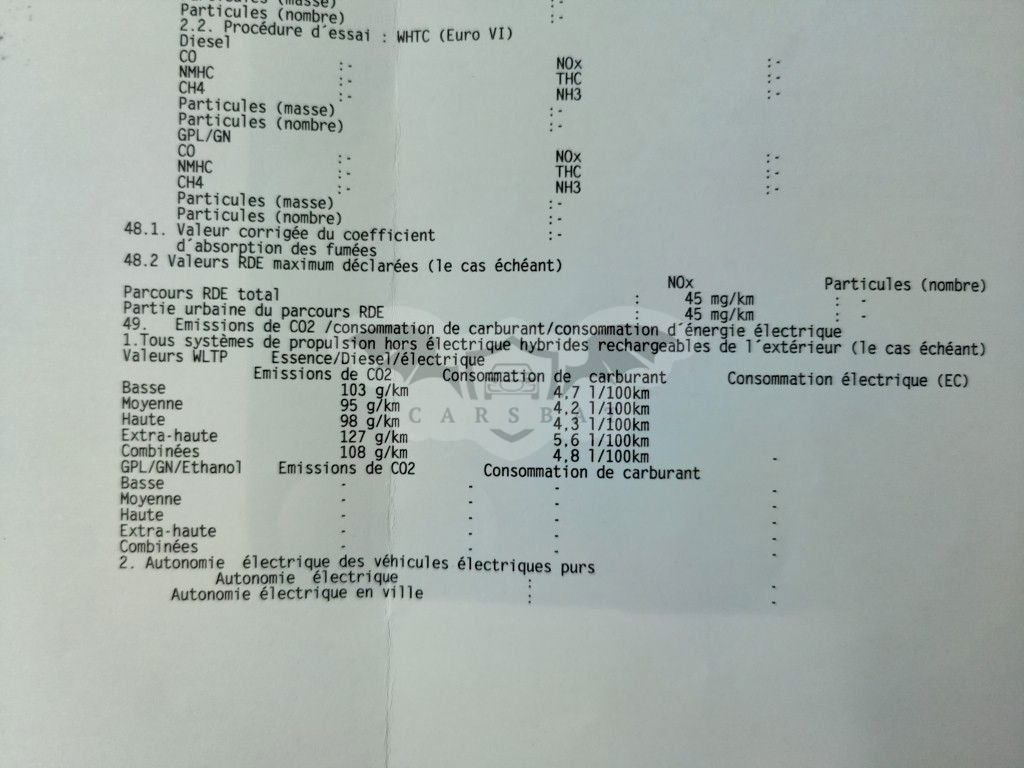 Particules (masse) :-
Particules (nombre) :-
2.2. Procédure d´essai : WHTC (Euro VI)
Diesel
CO :- NOx :-
NMHC :- THC :-
CH4 :- NH3 :-
Particules (masse) :-
Particules (nombre) :-
GPL/GN
CO :- NOx :-
NMHC :- THC :-
CH4 :- NH3 :-
Particules (masse) :-
Particules (nombre) :-
48.1. Valeur corrigée du coefficient :-
d´absorption des fumées
48.2 Valeurs RDE maximum déclarées (le cas échéant)
NOx Particules (nombre)
Parcours RDE total : 45 mg/km : -
Partie urbaine du parcours RDE : 45 mg/km : -
49. Emissions de CO2 /consommation de carburant/consommation d´énergie électrique
1.Tous systèmes de propulsion hors électrique hybrides rechargeables de l´extérieur (le cas échéant)
Valeurs WLTP Essence/Diesel/électrique
Emissions de CO2 Consommation de carburant Consommation électrique (EC)
Basse 103 g/km 4,7 l/100km
Moyenne 95 g/km 4,2 l/100km
Haute 98 g/km 4,3 l/100km
CARSBA
Extra-haute 127 g/km 5,6 l/100km
Combinées 108 g/km 4,8 l/100km -
GPL/GN/Ethanol Emissions de CO2 Consommation de carburant
Basse - - - -
Moyenne - - - -
Haute - - - -
Extra-haute - - - -
Combinées - - - -
2. Autonomie électrique des véhicules électriques purs
Autonomie électrique : -
Autonomie électrique en ville : -